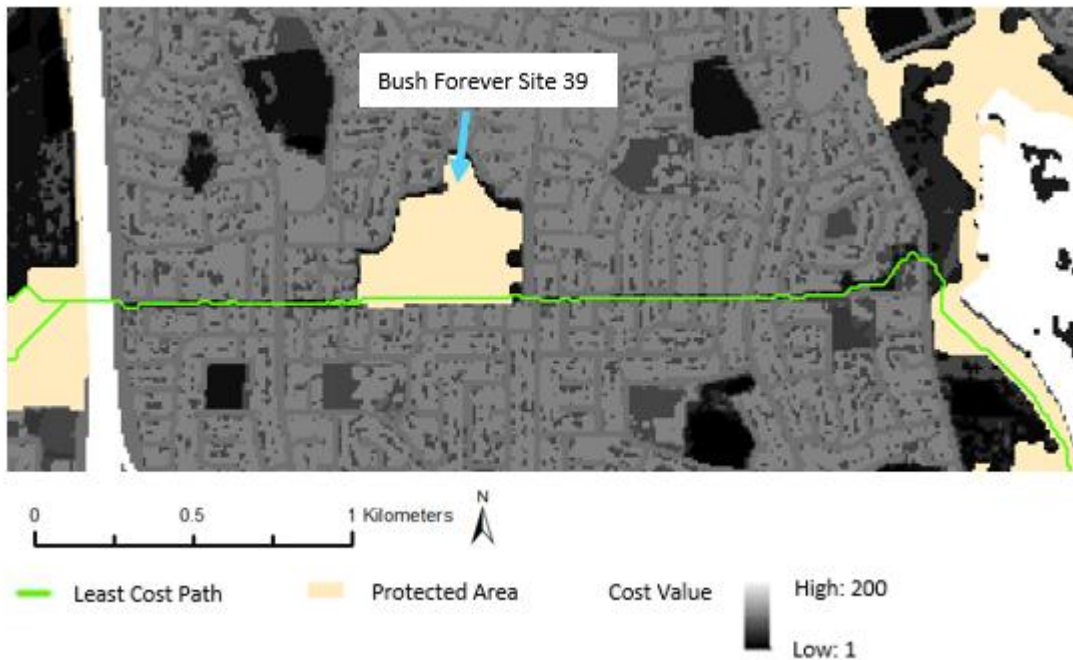 Bush Forever Site 39
N
0 0.5 1 Kilometers
Least Cost Path Protected Area Cost Value High: 200
Low: 1